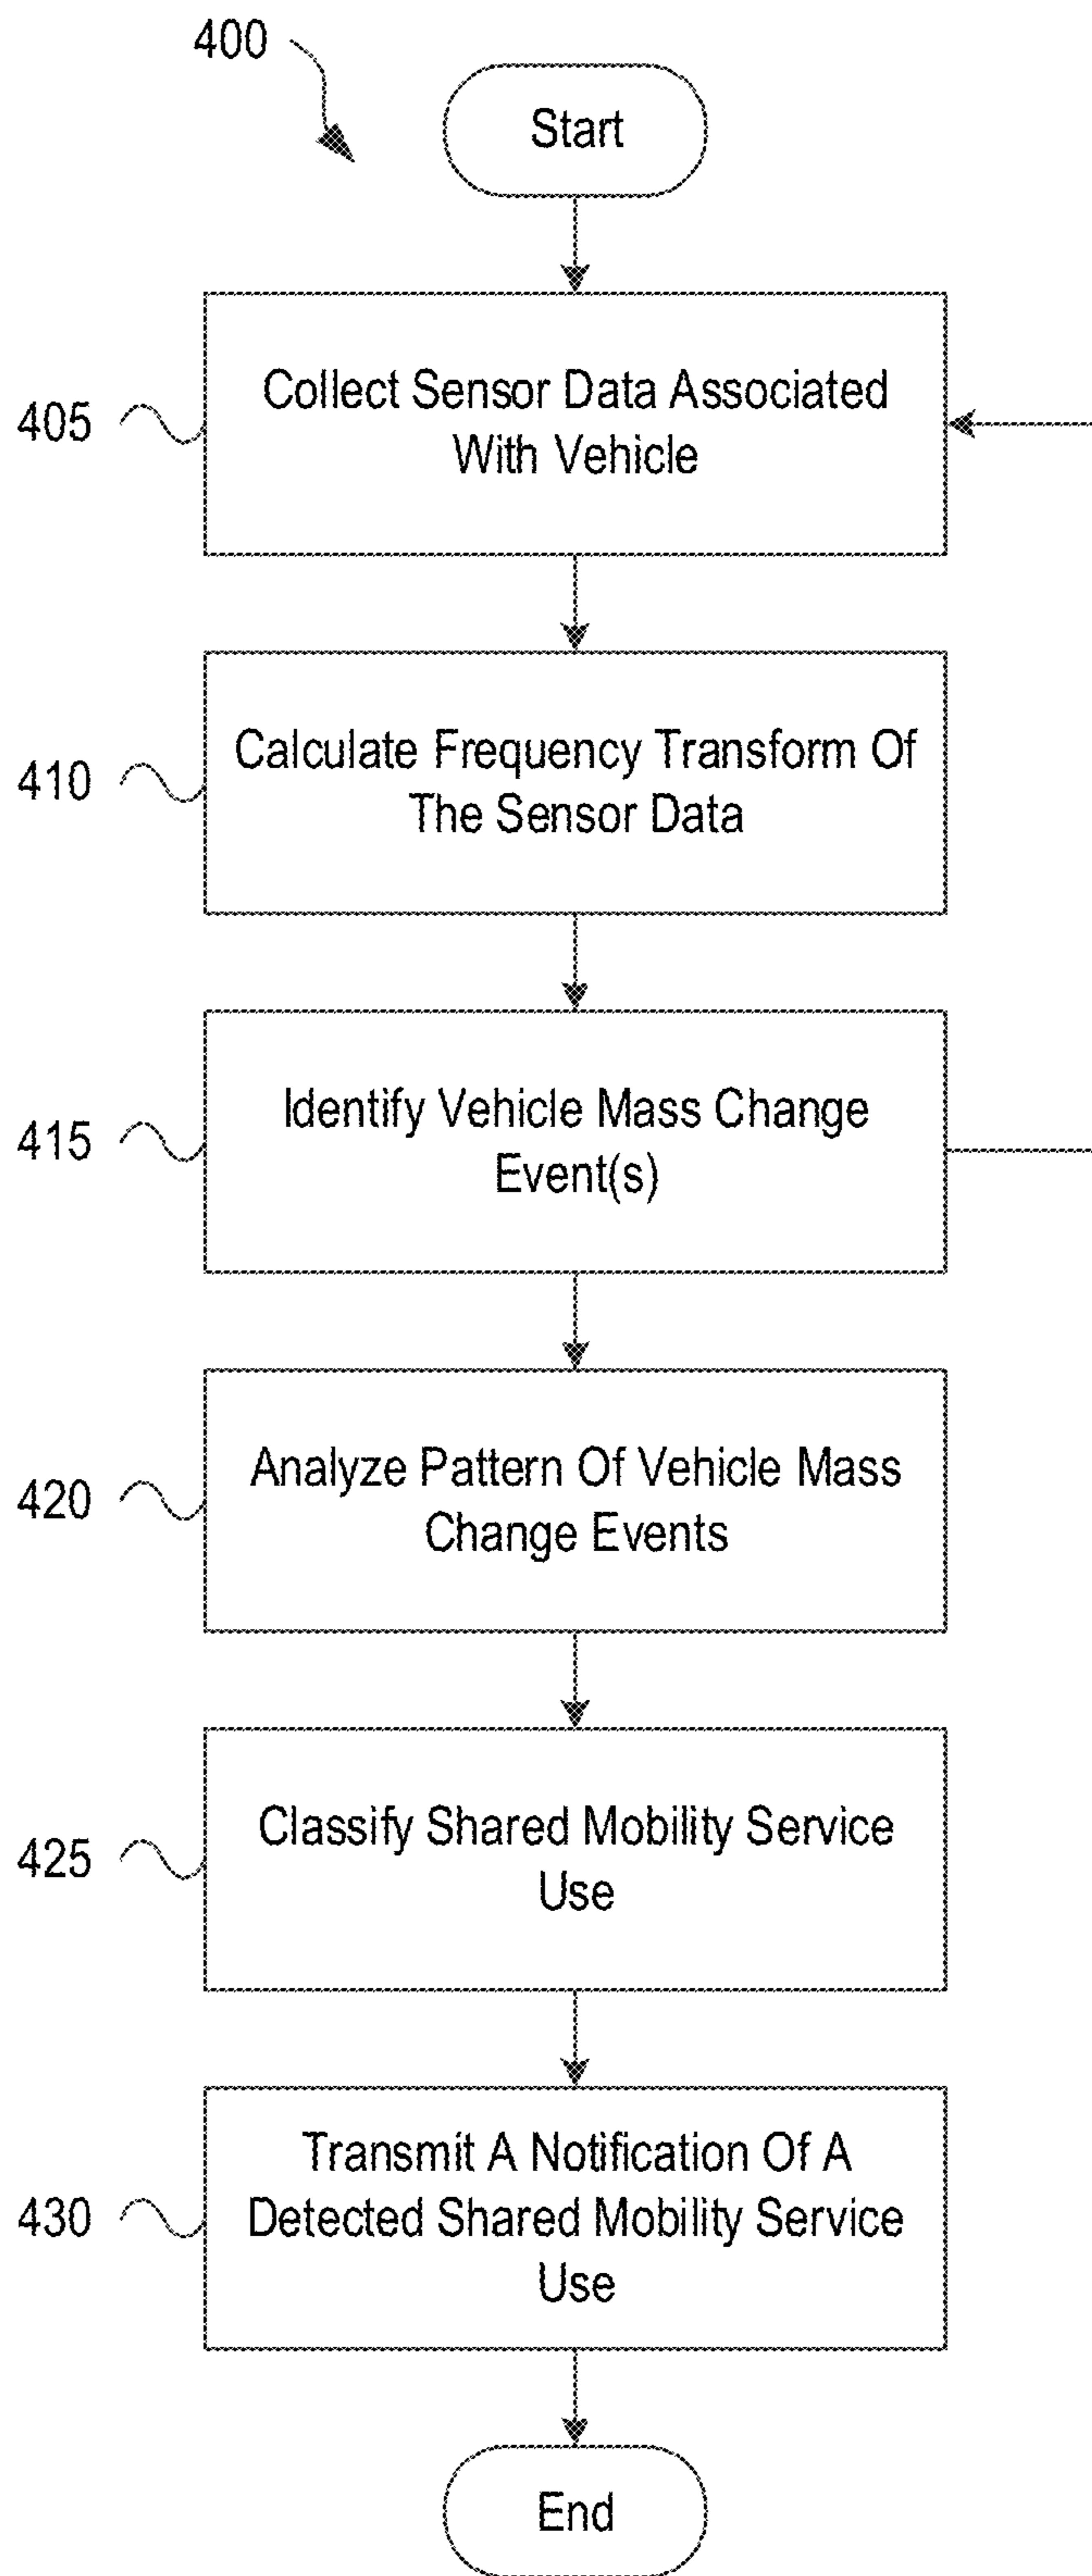 400
Start
405
Collect Sensor Data Associated
With Vehicle
410
Calculate Frequency Transform Of
The Sensor Data
415
Identify Vehicle Mass Change
Event(s)
420
Analyze Pattern Of Vehicle Mass
Change Events
425
Classify Shared Mobility Service
Use
430
Transmit A Notification Of A
Detected Shared Mobility Service
Use
End